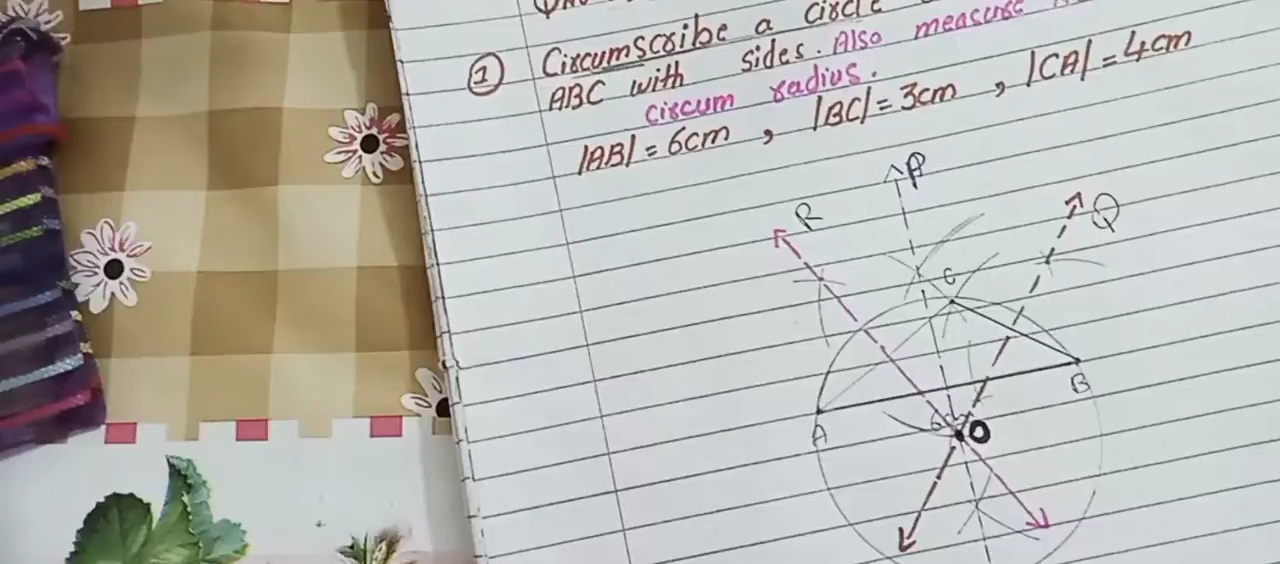 ① Circumscribe a circle
ABC with sides. Also measure
circum radius.
|AB| = 6cm , |BC| = 3cm , |CA| = 4cm
P
R
Q
C
B
A
O